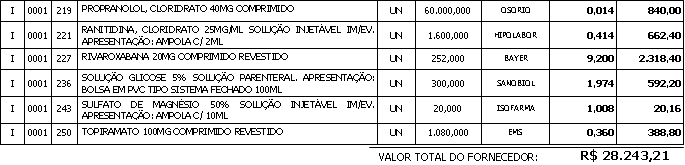 I 0001 219 PROPRANOLOL, CLORIDRATO 40MG COMPRIMIDO UN 60.000,000 OSORIO 0,014 840,00
I 0001 221 RANITIDINA, CLORIDRATO 25MG/ML SOLUÇÃO INJETÁVEL IM/EV. APRESENTAÇÃO: AMPOLA C/ 2ML UN 1.600,000 HIPOLABOR 0,414 662,40
I 0001 227 RIVAROXABANA 20MG COMPRIMIDO REVESTIDO UN 252,000 BAYER 9,200 2.318,40
I 0001 236 SOLUÇÃO GLICOSE 5% SOLUÇÃO PARENTERAL. APRESENTAÇÃO: BOLSA EM PVC TIPO SISTEMA FECHADO 100ML UN 300,000 SANOBIOL 1,974 592,20
I 0001 243 SULFATO DE MAGNÉSIO 50% SOLUÇÃO INJETÁVEL IM/EV. APRESENTAÇÃO: AMPOLA C/ 10ML UN 20,000 ISOFARMA 1,008 20,16
I 0001 250 TOPIRAMATO 100MG COMPRIMIDO REVESTIDO UN 1.080,000 EMS 0,360 388,80
VALOR TOTAL DO FORNECEDOR: R$ 28.243,21